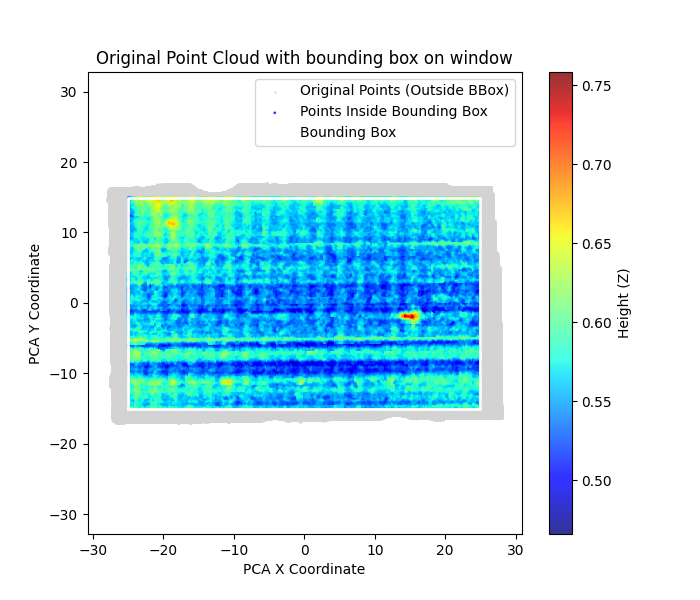 Original Point Cloud with bounding box on window
Original Points (Outside BBox)
Points Inside Bounding Box
Bounding Box
30
20
10
0
−10
−20
−30
PCA Y Coordinate
−30 −20 −10 0 10 20 30
PCA X Coordinate
0.75
0.70
0.65
0.60
0.55
0.50
Height (Z)